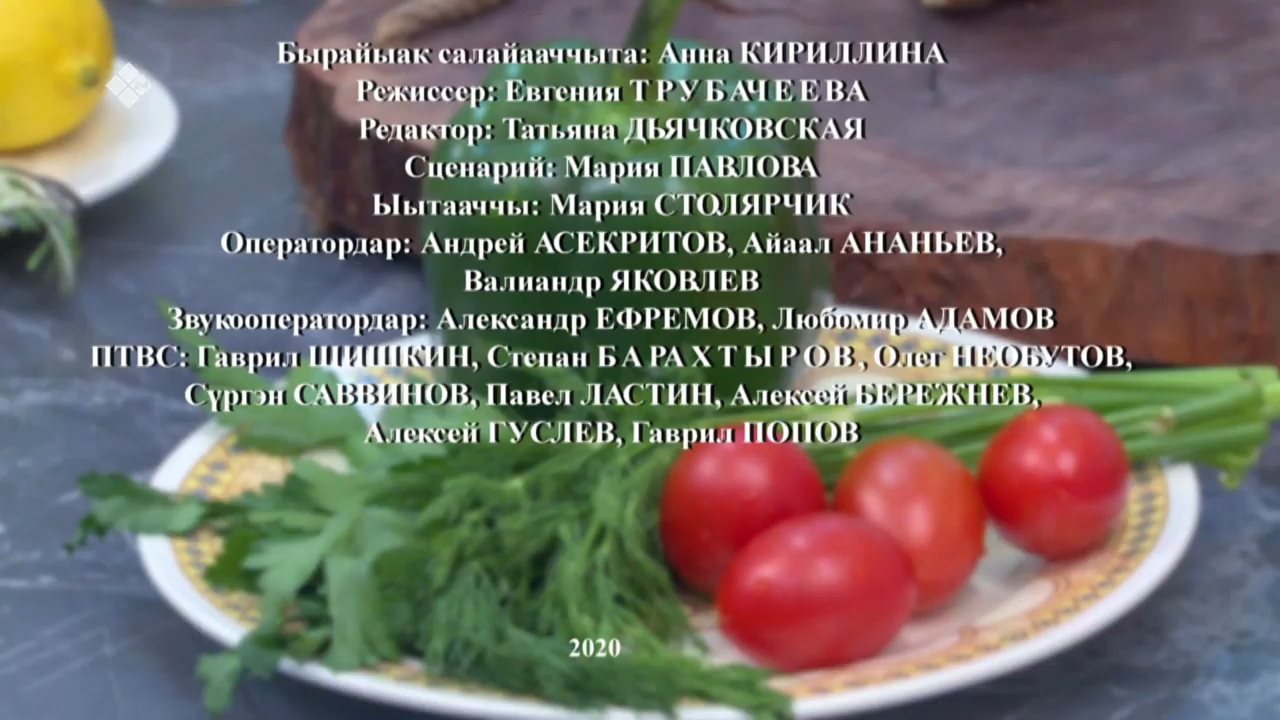 Бырайыак салайааччыта: Анна КИРИЛЛИНА
Режиссер: Евгения ТРУБАЧЕЕВА
Редактор: Татьяна ДЬЯЧКОВСКАЯ
Сценарий: Мария ПАВЛОВА
Ыытааччы: Мария СТОЛЯРЧИК
Оператордар: Андрей АСЕКРИТОВ, Айаал АНАНЬЕВ,
Валиандр ЯКОВЛЕВ
Звукооператордар: Александр ЕФРЕМОВ, Любомир АДАМОВ
ПТВС: Гаврил ШИШКИН, Степан БАРАХТЫРОВ, Олег НЕОБУТОВ,
Сүргэн САВВИНОВ, Павел ЛАСТИН, Алексей БЕРЕЖНЕВ,
Алексей ГУСЛЕВ, Гаврил ПОПОВ
2020